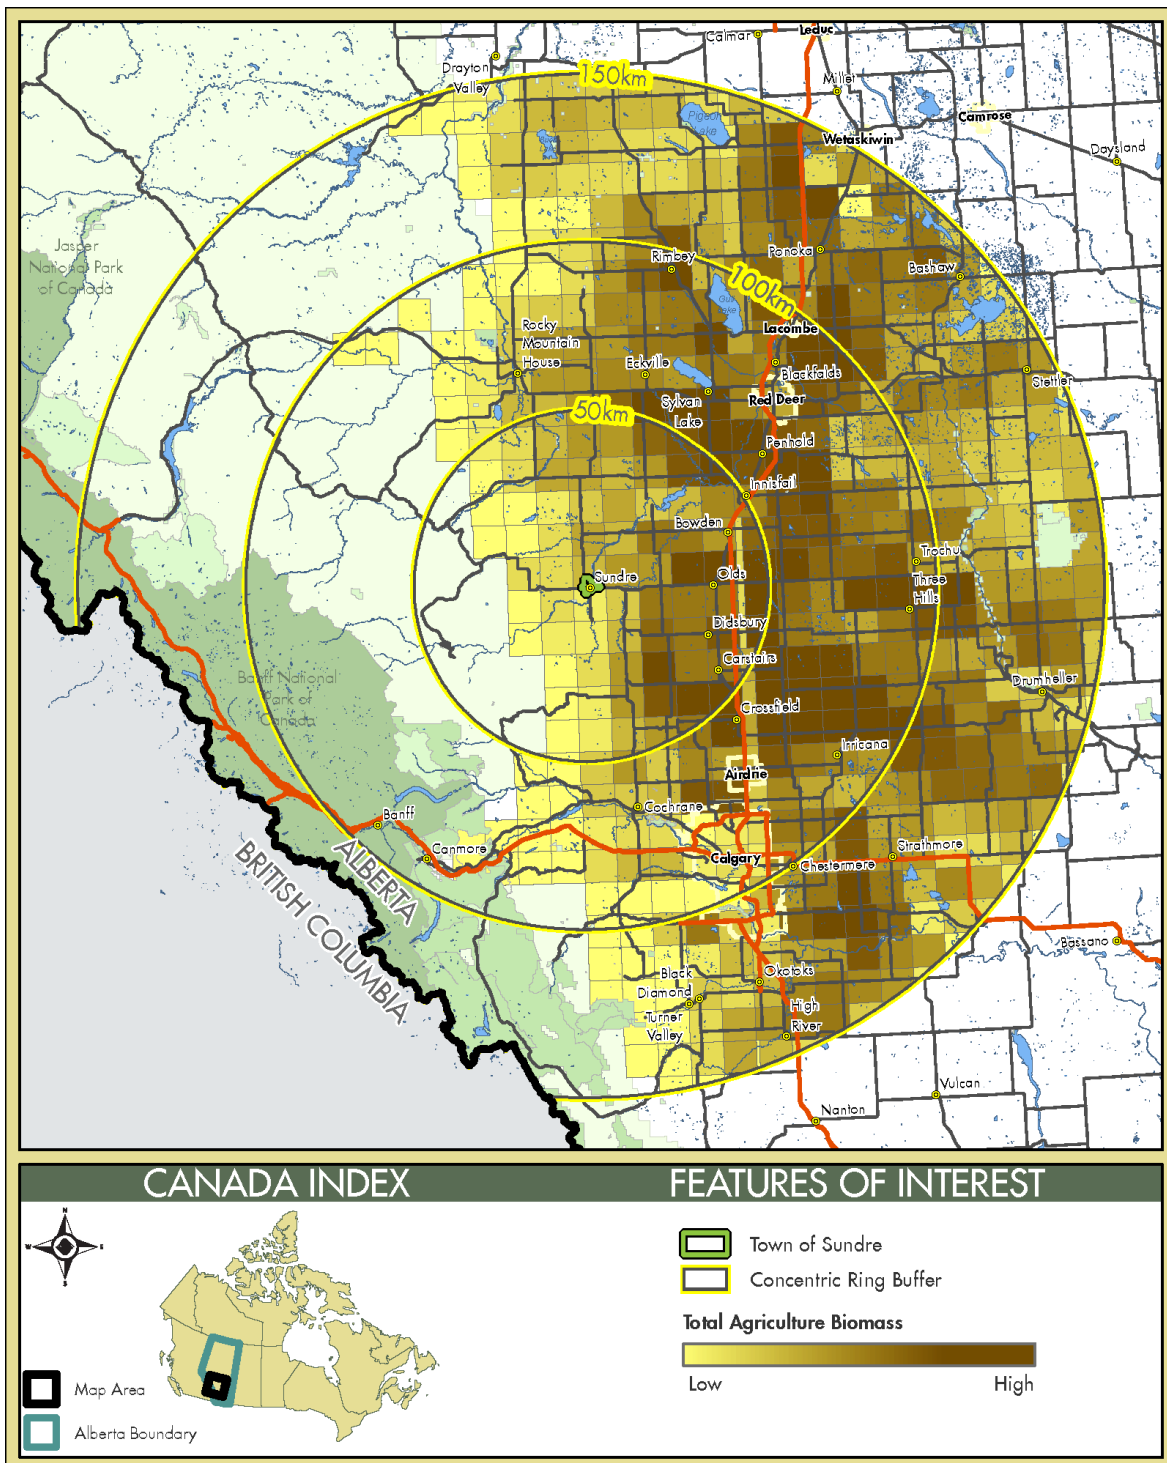 Leduc
Calmar
Drayton
Valley
150km
Millet
Pigeon
Lake
Camrose
Wetaskiwin
Daysland
Jasper
National Park
of Canada
Rimbey
Ponoka
Bashaw
100km
Gull
Lake
Rocky
Mountain
House
Lacombe
Eckville
Blackfalds
Stettler
Sylvan
Lake
Red Deer
50km
Penhold
Innisfail
Bowden
Trochu
Sundre
Olds
Three
Hills
Didsbury
Carstairs
Banff National
Park of
Canada
Drumheller
Crossfield
Irricana
Airdrie
Cochrane
Banff
Canmore
Calgary
Chestermere
Strathmore
ALBERTA
BRITISH COLUMBIA
Bassano
Black
Diamond
Okotoks
Turner
Valley
High
River
Vulcan
Nanton
CANADA INDEX
FEATURES OF INTEREST
N
W
E
S
Town of Sundre
Concentric Ring Buffer
Total Agriculture Biomass
Low
High
Map Area
Alberta Boundary